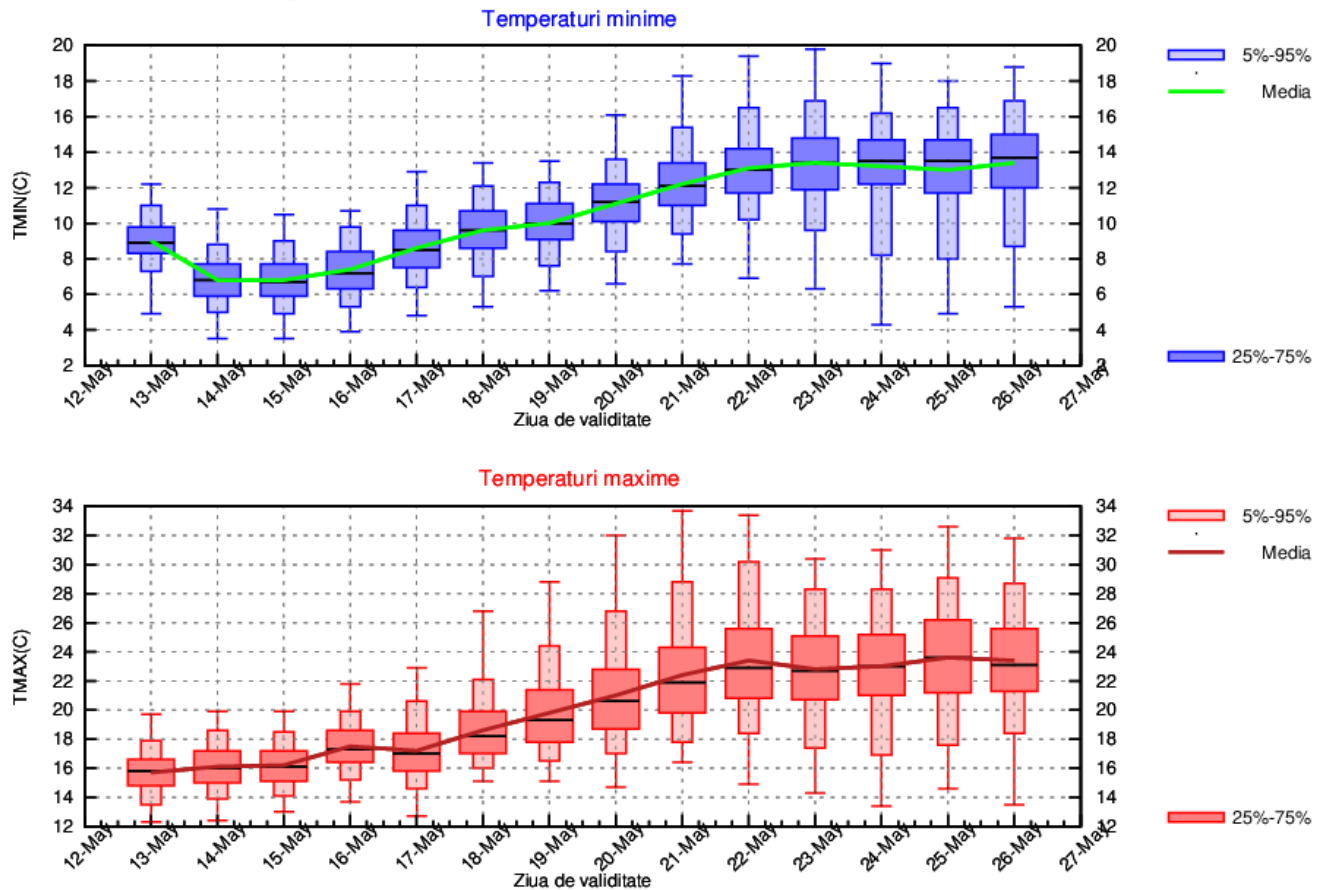 Temperaturi minime
20 20
18 18
16 16
14 14
12 12
10 10
8 8
6 6
4 4
2 2
TMIN(C)
12-May 13-May 14-May 15-May 16-May 17-May 18-May 19-May 20-May 21-May 22-May 23-May 24-May 25-May 26-May 27-May
Ziua de validitate
5%-95%
Media
25%-75%
Temperaturi maxime
34 34
32 32
30 30
28 28
26 26
24 24
22 22
20 20
18 18
16 16
14 14
12 12
TMAX(C)
12-May 13-May 14-May 15-May 16-May 17-May 18-May 19-May 20-May 21-May 22-May 23-May 24-May 25-May 26-May 27-May
Ziua de validitate
5%-95%
Media
25%-75%